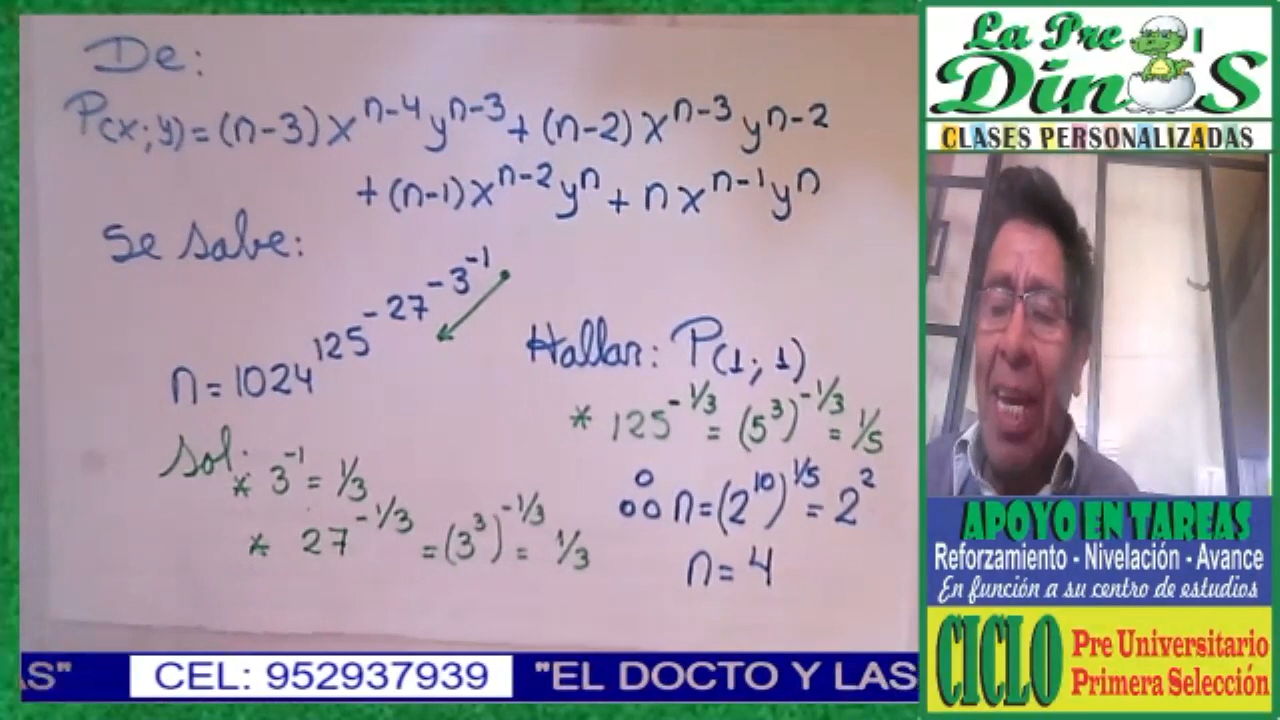 De:
P(x;y)=(n-3)x^{n-4}y^{n-3}+(n-2)x^{n-3}y^{n-2}
+(n-1)x^{n-2}y^{n}+nx^{n-1}y^{n}
Se sabe:
n=1024^{125^{-27^{-3^{-1}}}}
Hallar: P(1;1)
Sol:
* 3^{-1}=1/3
* 27^{-1/3}=(3^{3})^{-1/3}=1/3
* 125^{-1/3}=(5^{3})^{-1/3}=1/5
∴ n=(2^{10})^{1/5}=2^{2}
n=4
AS" CEL: 952937939 "EL DOCTO Y LAS
La Pre
Dino'S
CLASES PERSONALIZADAS
APOYO EN TAREAS
Reforzamiento - Nivelación - Avance
En función a su centro de estudios
CICLO
Pre Universitario
Primera Selección